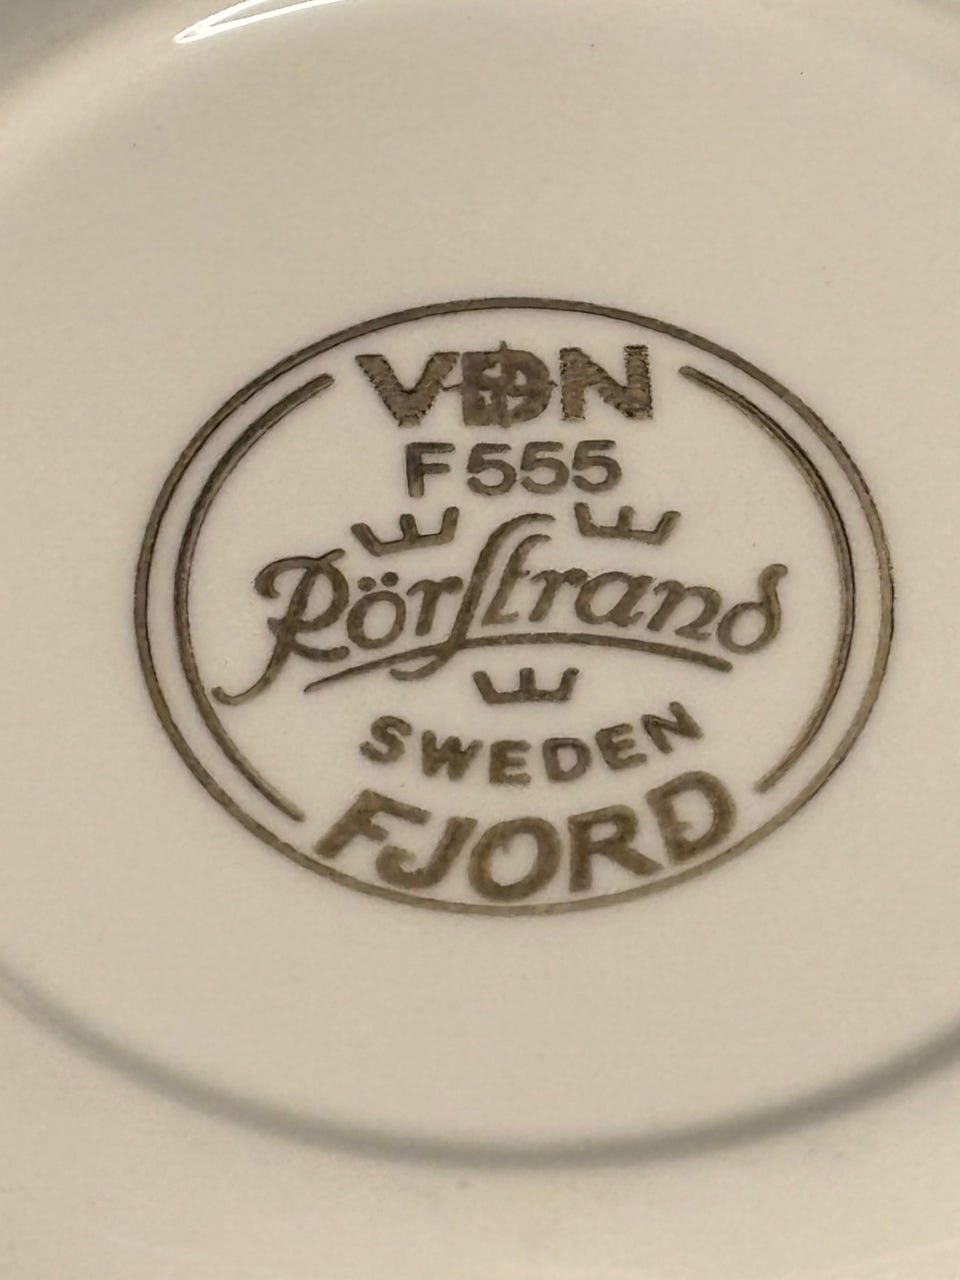 VDN
F555
Rörstrand
SWEDEN
FJORD